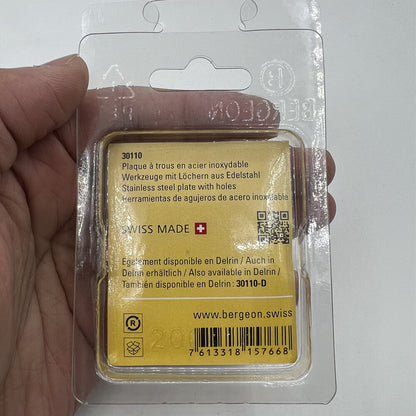 BERGEON
30110
Plaque à trous en acier inoxydable
Werkzeuge mit Löchern aus Edelstahl
Stainless steel plate with holes
Herramientas de agujeros de acero inoxidable
SWISS MADE
Egalement disponible en Delrin / Auch in
Delrin erhältlich / Also available in Delrin /
También disponible en Delrin : 30110-D
www.bergeon.swiss
7 613318 157668